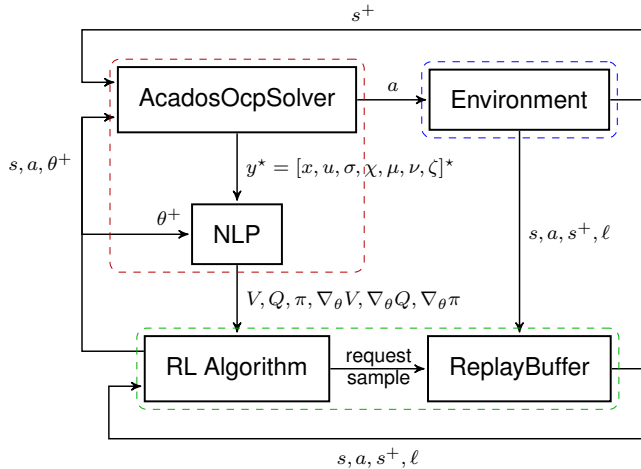 s⁺
AcadosOcpSolver
a
Environment
s, a, θ⁺
y* = [x, u, σ, χ, μ, ν, ζ]*
θ⁺
NLP
s, a, s⁺, ℓ
V, Q, π, ∇θV, ∇θQ, ∇θπ
RL Algorithm
request
sample
ReplayBuffer
s, a, s⁺, ℓ